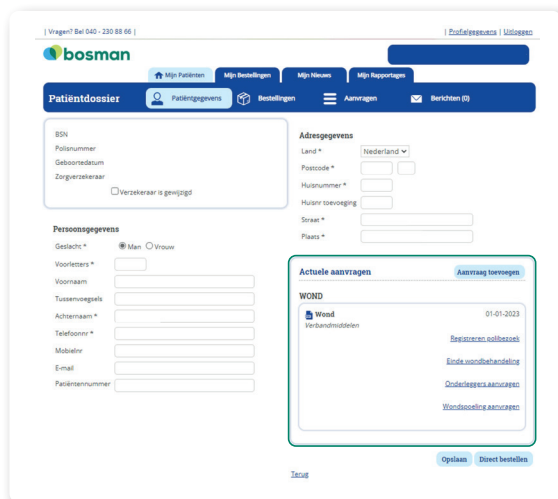 | Vragen? Bel 040 - 230 88 66 |
| Profielgegevens | Uitloggen
bosman
Mijn Patiënten
Mijn Bestellingen
Mijn Nieuws
Mijn Rapportages
Patiëntdossier
Patiëntgegevens
Bestellingen
Aanvragen
Berichten (0)
BSN
Polisnummer
Geboortedatum
Zorgverzekeraar
Verzekeraar is gewijzigd
Adresgegevens
Land * Nederland
Postcode *
Huisnummer *
Huisnr toevoeging
Straat *
Plaats *
Persoonsgegevens
Geslacht * Man Vrouw
Voorletters *
Voornaam
Tussenvoegsels
Achternaam *
Telefoonnr *
Mobielnr
E-mail
Patiëntennummer
Actuele aanvragen Aanvraag toevoegen
WOND
Wond 01-01-2023
Verbandmiddelen
Registreren polibezoek
Einde wondbehandeling
Onderleggers aanvragen
Wondspoeling aanvragen
Opslaan Direct bestellen
Terug